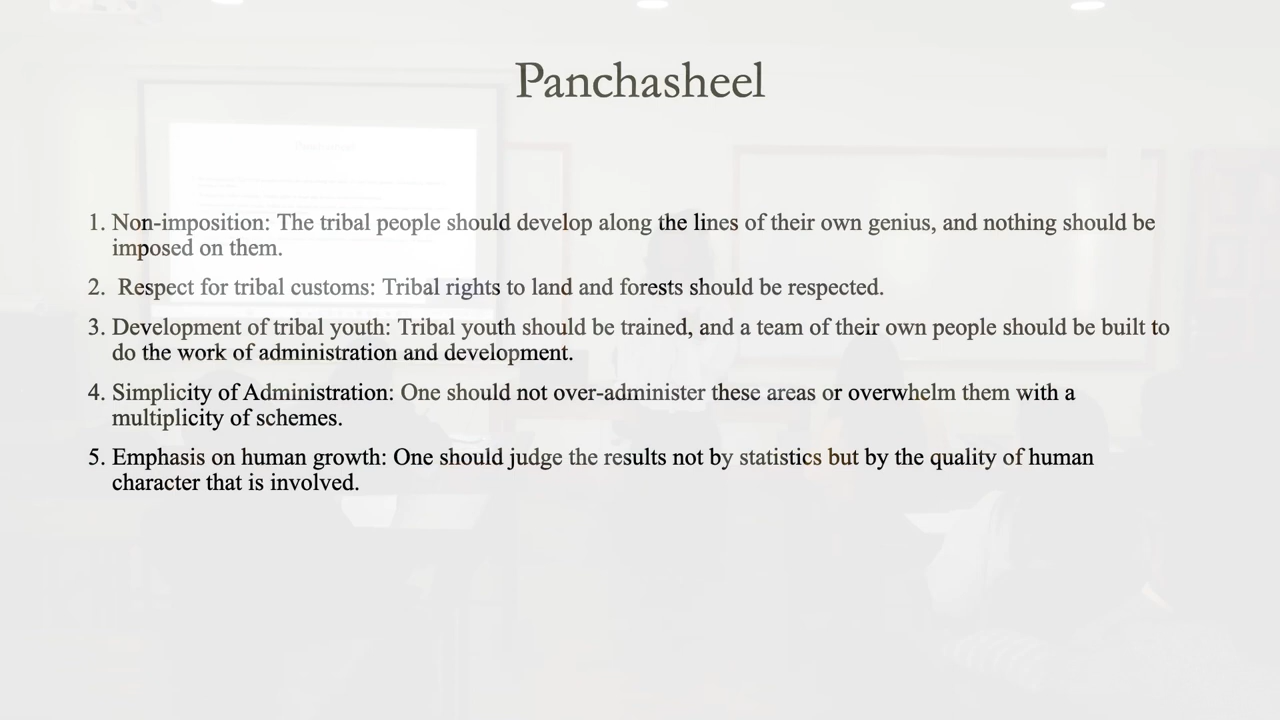 Panchasheel
1. Non-imposition: The tribal people should develop along the lines of their own genius, and nothing should be
imposed on them.
2. Respect for tribal customs: Tribal rights to land and forests should be respected.
3. Development of tribal youth: Tribal youth should be trained, and a team of their own people should be built to
do the work of administration and development.
4. Simplicity of Administration: One should not over-administer these areas or overwhelm them with a
multiplicity of schemes.
5. Emphasis on human growth: One should judge the results not by statistics but by the quality of human
character that is involved.